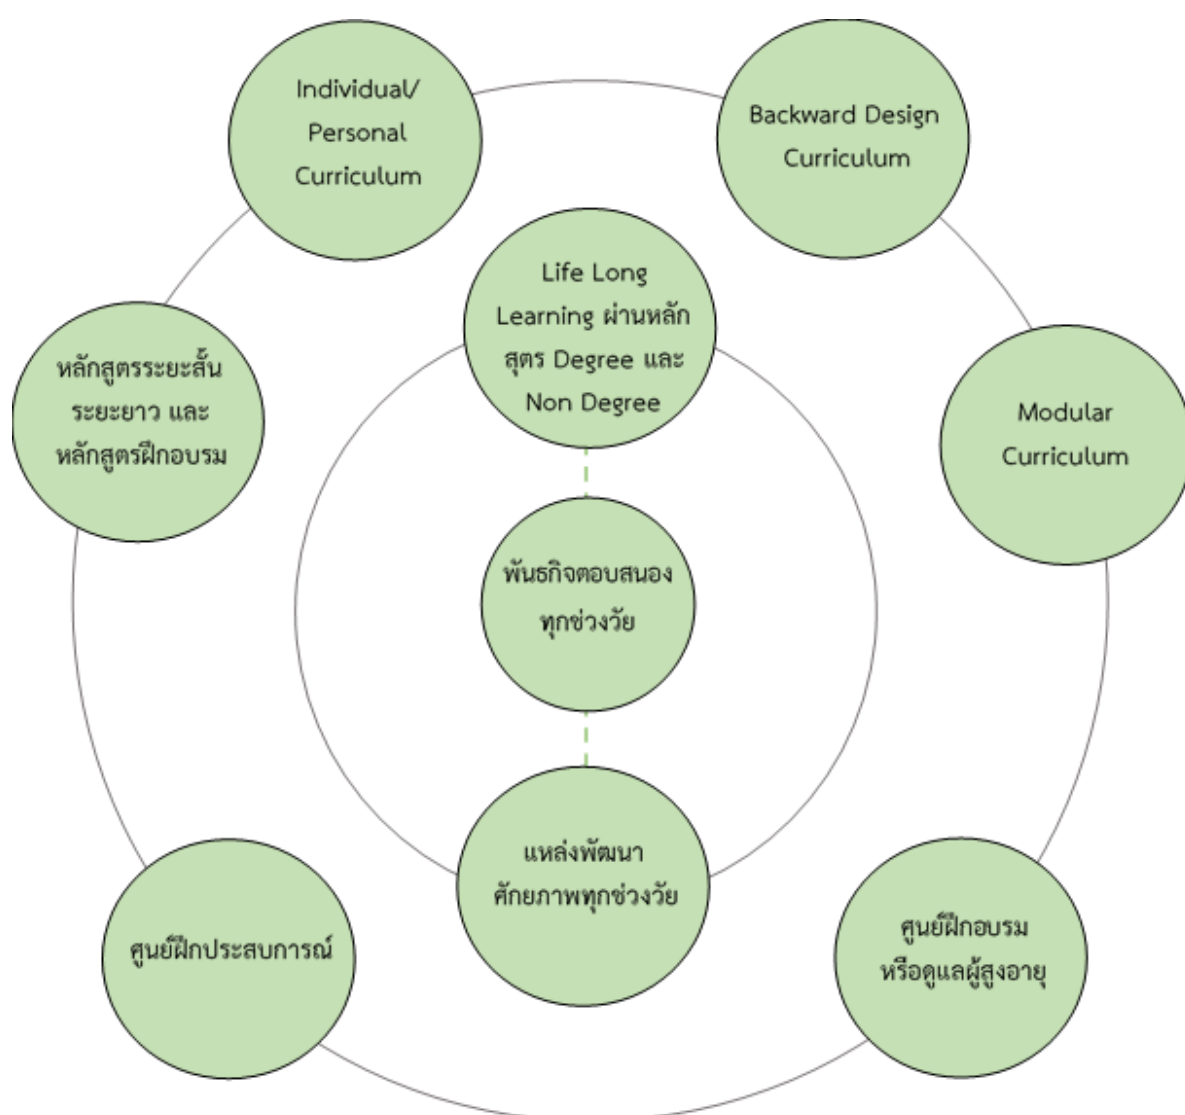 Individual/
Personal
Curriculum
Backward Design
Curriculum
Life Long
Learning ผ่านหลัก
สูตร Degree และ
Non Degree
หลักสูตรระยะสั้น
ระยะยาว และ
หลักสูตรฝึกอบรม
Modular
Curriculum
พันธกิจตอบสนอง
ทุกช่วงวัย
แหล่งพัฒนา
ศักยภาพทุกช่วงวัย
ศูนย์ฝึกประสบการณ์
ศูนย์ฝึกอบรม
หรือดูแลผู้สูงอายุ